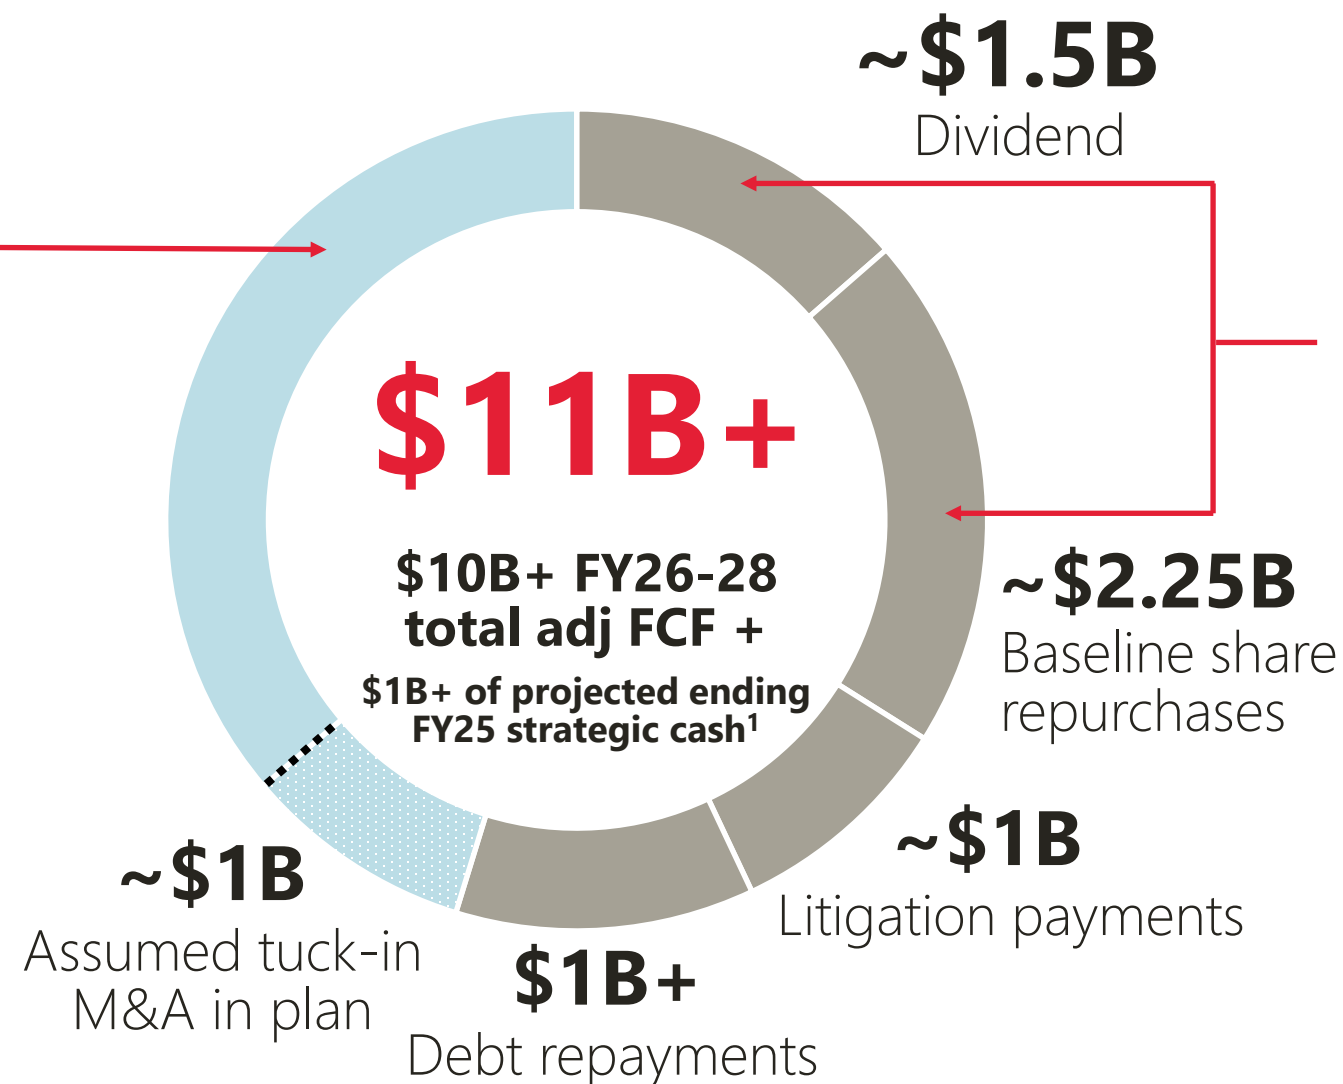 ~$1.5B
Dividend
$11B+
$10B+ FY26-28
total adj FCF +
$1B+ of projected ending
FY25 strategic cash¹
~$2.25B
Baseline share
repurchases
~$1B
Litigation payments
$1B+
Debt repayments
~$1B
Assumed tuck-in
M&A in plan